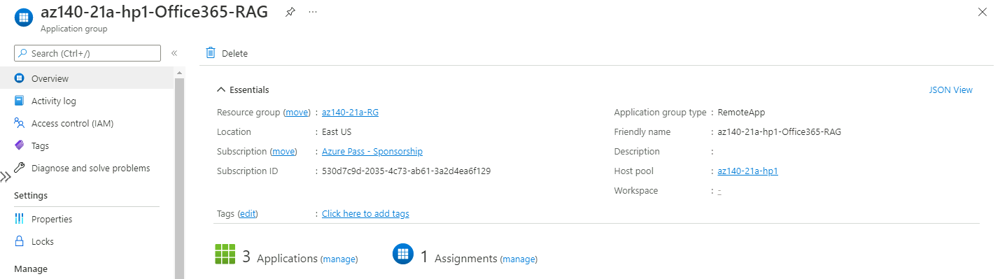 az140-21a-hp1-Office365-RAG
Application group
Search (Ctrl+/)
Overview
Activity log
Access control (IAM)
Tags
Diagnose and solve problems
Settings
Properties
Locks
Manage
Delete
Essentials
JSON View
Resource group (move) : az140-21a-RG
Location : East US
Subscription (move) : Azure Pass - Sponsorship
Subscription ID : 530d7c9d-2035-4c73-ab61-3a2d4ea6f129
Application group type : RemoteApp
Friendly name : az140-21a-hp1-Office365-RAG
Description :
Host pool : az140-21a-hp1
Workspace : -
Tags (edit) : Click here to add tags
3 Applications (manage)
1 Assignments (manage)